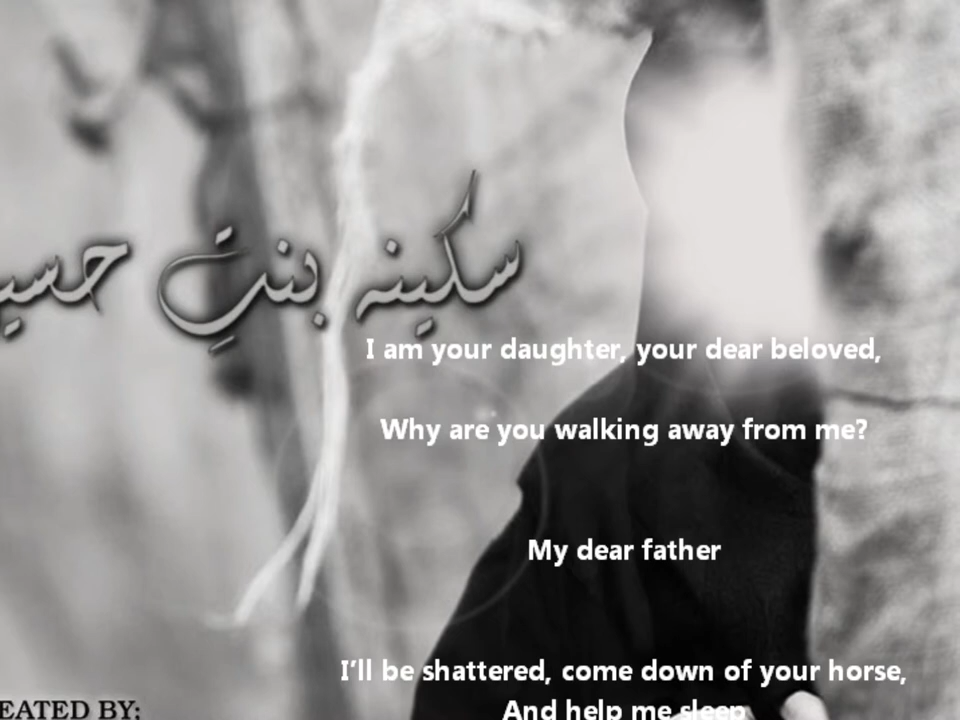 سکینہ بنتِ حسی
I am your daughter, your dear beloved,
Why are you walking away from me?
My dear father
I'll be shattered, come down of your horse,
And help me sleep
EATED BY: